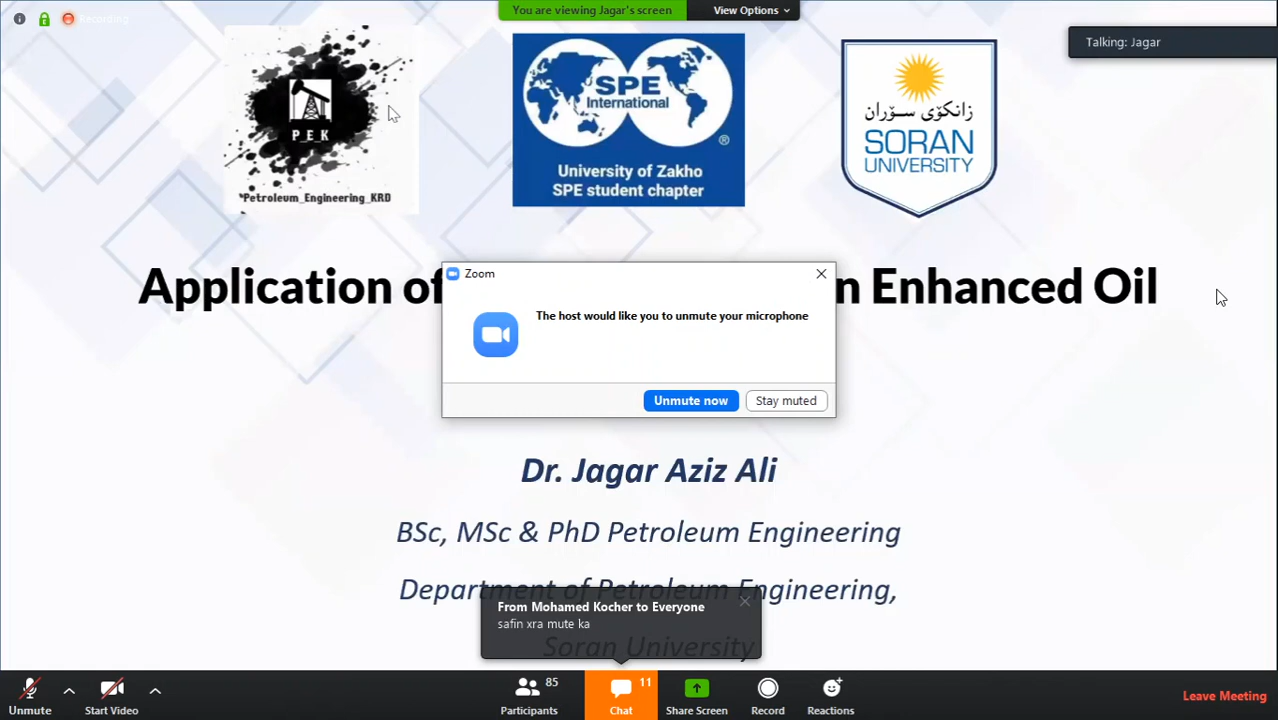 Recording
You are viewing Jagar's screen
View Options
Talking: Jagar
P_E_K
*Petroleum_Engineering_KRD
SPE
International
®
University of Zakho
SPE student chapter
زانکۆی سۆران
SORAN
UNIVERSITY
Application of
n Enhanced Oil
Zoom
The host would like you to unmute your microphone
Unmute now
Stay muted
Dr. Jagar Aziz Ali
BSc, MSc & PhD Petroleum Engineering
Department of Petroleum Engineering,
Soran University
From Mohamed Kocher to Everyone
safin xra mute ka
Unmute
Start Video
85
Participants
11
Chat
Share Screen
Record
Reactions
Leave Meeting